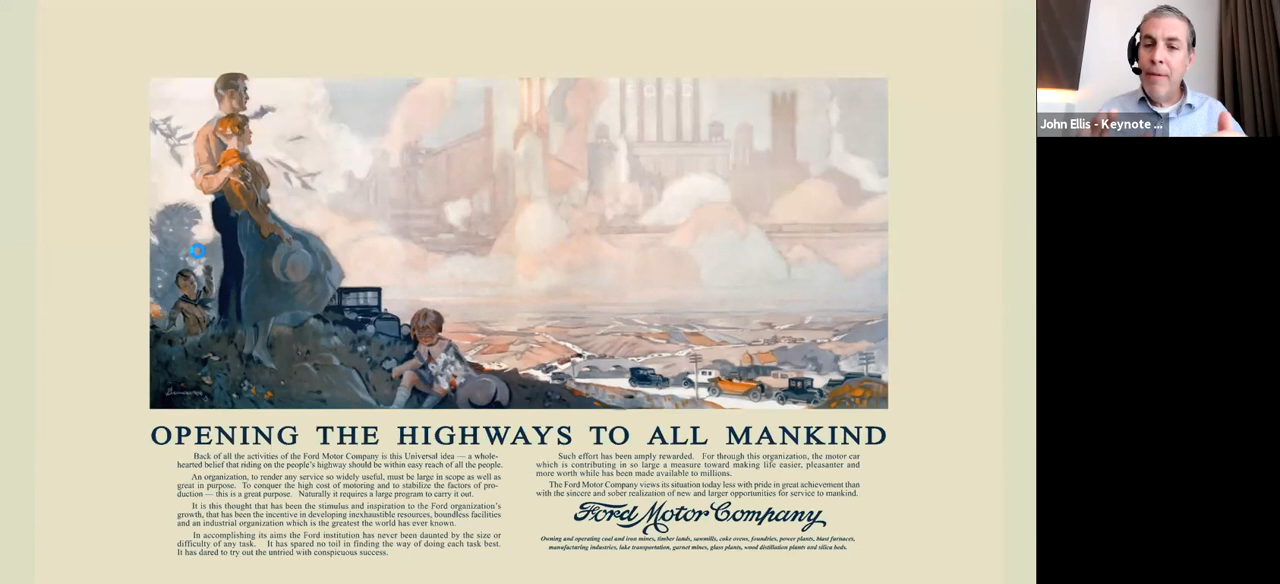 FORD
OPENING THE HIGHWAYS TO ALL MANKIND
Back of all the activities of the Ford Motor Company is this Universal idea — a whole-
hearted belief that riding on the people's highway should be within easy reach of all the people.
An organization, to render any service so widely useful, must be large in scope as well as
great in purpose. To conquer the high cost of motoring and to stabilize the factors of pro-
duction — this is a great purpose. Naturally it requires a large program to carry it out.
It is this thought that has been the stimulus and inspiration to the Ford organization's
growth, that has been the incentive in developing inexhaustible resources, boundless facilities
and an industrial organization which is the greatest the world has ever known.
In accomplishing its aims the Ford institution has never been daunted by the size or
difficulty of any task. It has spared no toil in finding the way of doing each task best.
It has dared to try out the untried with conspicuous success.
Such effort has been amply rewarded. For through this organization, the motor car
which is contributing in so large a measure toward making life easier, pleasanter and
more worth while has been made available to millions.
The Ford Motor Company views its situation today less with pride in great achievement than
with the sincere and sober realization of new and larger opportunities for service to mankind.
Ford Motor Company
Owning and operating coal and iron mines, timber lands, sawmills, coke ovens, foundries, power plants, blast furnaces,
manufacturing industries, lake transportation, garnet mines, glass plants, wood distillation plants and silica beds.
John Ellis - Keynote ...